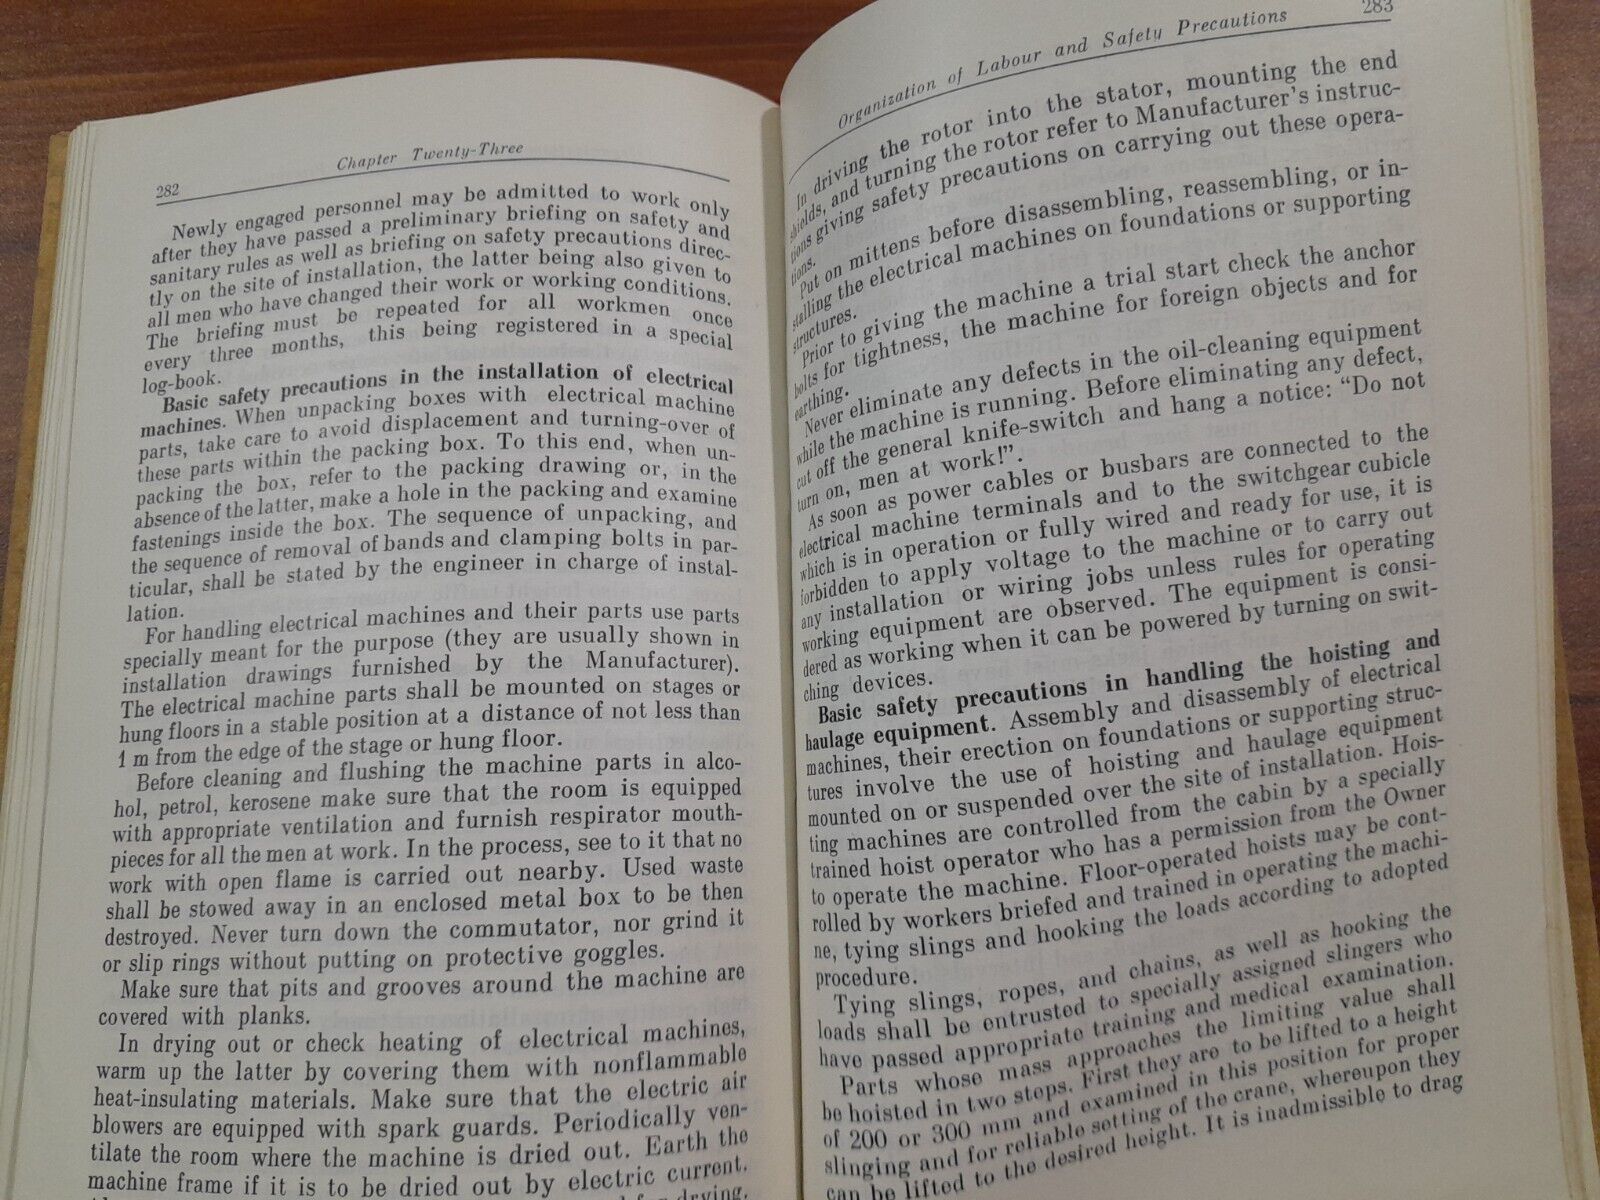 282
Chapter Twenty-Three
Newly engaged personnel may be admitted to work only
after they have passed a preliminary briefing on safety and
sanitary rules as well as briefing on safety precautions direc-
tly on the site of installation, the latter being also given to
all men who have changed their work or working conditions.
The briefing must be repeated for all workmen once
every three months, this being registered in a special
log-book.
Basic safety precautions in the installation of electrical
machines. When unpacking boxes with electrical machine
parts, take care to avoid displacement and turning-over of
these parts within the packing box. To this end, when un-
packing the box, refer to the packing drawing or, in the
absence of the latter, make a hole in the packing and examine
fastenings inside the box. The sequence of unpacking, and
the sequence of removal of bands and clamping bolts in par-
ticular, shall be stated by the engineer in charge of instal-
lation.
For handling electrical machines and their parts use parts
specially meant for the purpose (they are usually shown in
installation drawings furnished by the Manufacturer).
The electrical machine parts shall be mounted on stages or
hung floors in a stable position at a distance of not less than
1 m from the edge of the stage or hung floor.
Before cleaning and flushing the machine parts in alco-
hol, petrol, kerosene make sure that the room is equipped
with appropriate ventilation and furnish respirator mouth-
pieces for all the men at work. In the process, see to it that no
work with open flame is carried out nearby. Used waste
shall be stowed away in an enclosed metal box to be then
destroyed. Never turn down the commutator, nor grind it
or slip rings without putting on protective goggles.
Make sure that pits and grooves around the machine are
covered with planks.
In drying out or check heating of electrical machines,
warm up the latter by covering them with nonflammable
heat-insulating materials. Make sure that the electric air
blowers are equipped with spark guards. Periodically ven-
tilate the room where the machine is dried out. Earth the
machine frame if it is to be dried out by electric current.
for drying,
Organization of Labour and Safety Precautions
283
In driving the rotor into the stator, mounting the end
shields, and turning the rotor refer to Manufacturer's instruc-
tions giving safety precautions on carrying out these opera-
tions.
Put on mittens before disassembling, reassembling, or in-
stalling the electrical machines on foundations or supporting
structures.
Prior to giving the machine a trial start check the anchor
bolts for tightness, the machine for foreign objects and for
earthing.
Never eliminate any defects in the oil-cleaning equipment
while the machine is running. Before eliminating any defect,
cut off the general knife-switch and hang a notice: “Do not
turn on, men at work!”.
As soon as power cables or busbars are connected to the
electrical machine terminals and to the switchgear cubicle
which is in operation or fully wired and ready for use, it is
forbidden to apply voltage to the machine or to carry out
any installation or wiring jobs unless rules for operating
working equipment are observed. The equipment is consi-
dered as working when it can be powered by turning on swit-
ching devices.
Basic safety precautions in handling the hoisting and
haulage equipment. Assembly and disassembly of electrical
machines, their erection on foundations or supporting struc-
tures involve the use of hoisting and haulage equipment
mounted on or suspended over the site of installation. Hois-
ting machines are controlled from the cabin by a specially
trained hoist operator who has a permission from the Owner
to operate the machine. Floor-operated hoists may be cont-
rolled by workers briefed and trained in operating the machi-
ne, tying slings and hooking the loads according to adopted
procedure.
Tying slings, ropes, and chains, as well as hooking the
loads shall be entrusted to specially assigned slingers who
have passed appropriate training and medical examination.
Parts whose mass approaches the limiting value shall
be hoisted in two steps. First they are to be lifted to a height
of 200 or 300 mm and examined in this position for proper
slinging and for reliable setting of the crane, whereupon they
can be lifted to the desired height. It is inadmissible to drag